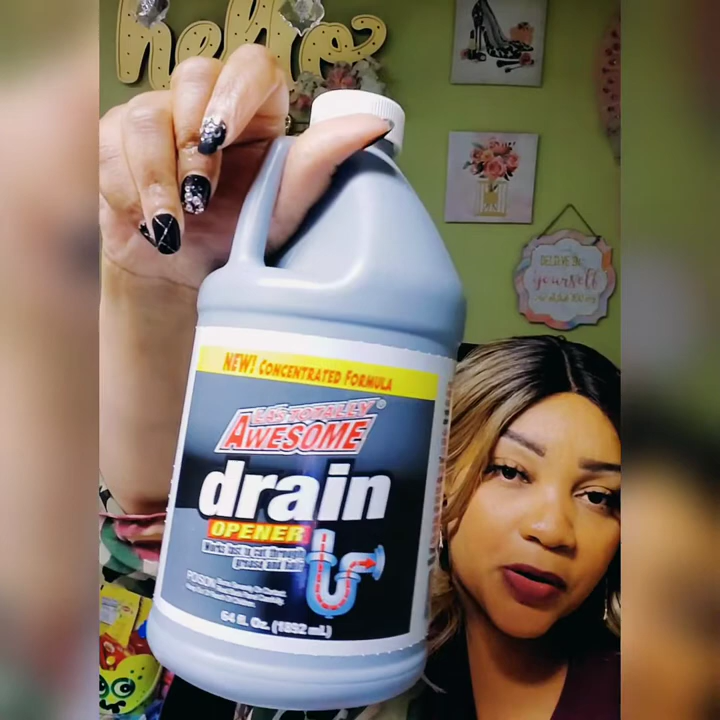 hello
NEW! CONCENTRATED FORMULA
LA'S TOTALLY
AWESOME®
drain
OPENER
Works fast to cut through
grease and hair
POISON
64 fl. Oz. (1892 mL)
BELIEVE IN
yourself